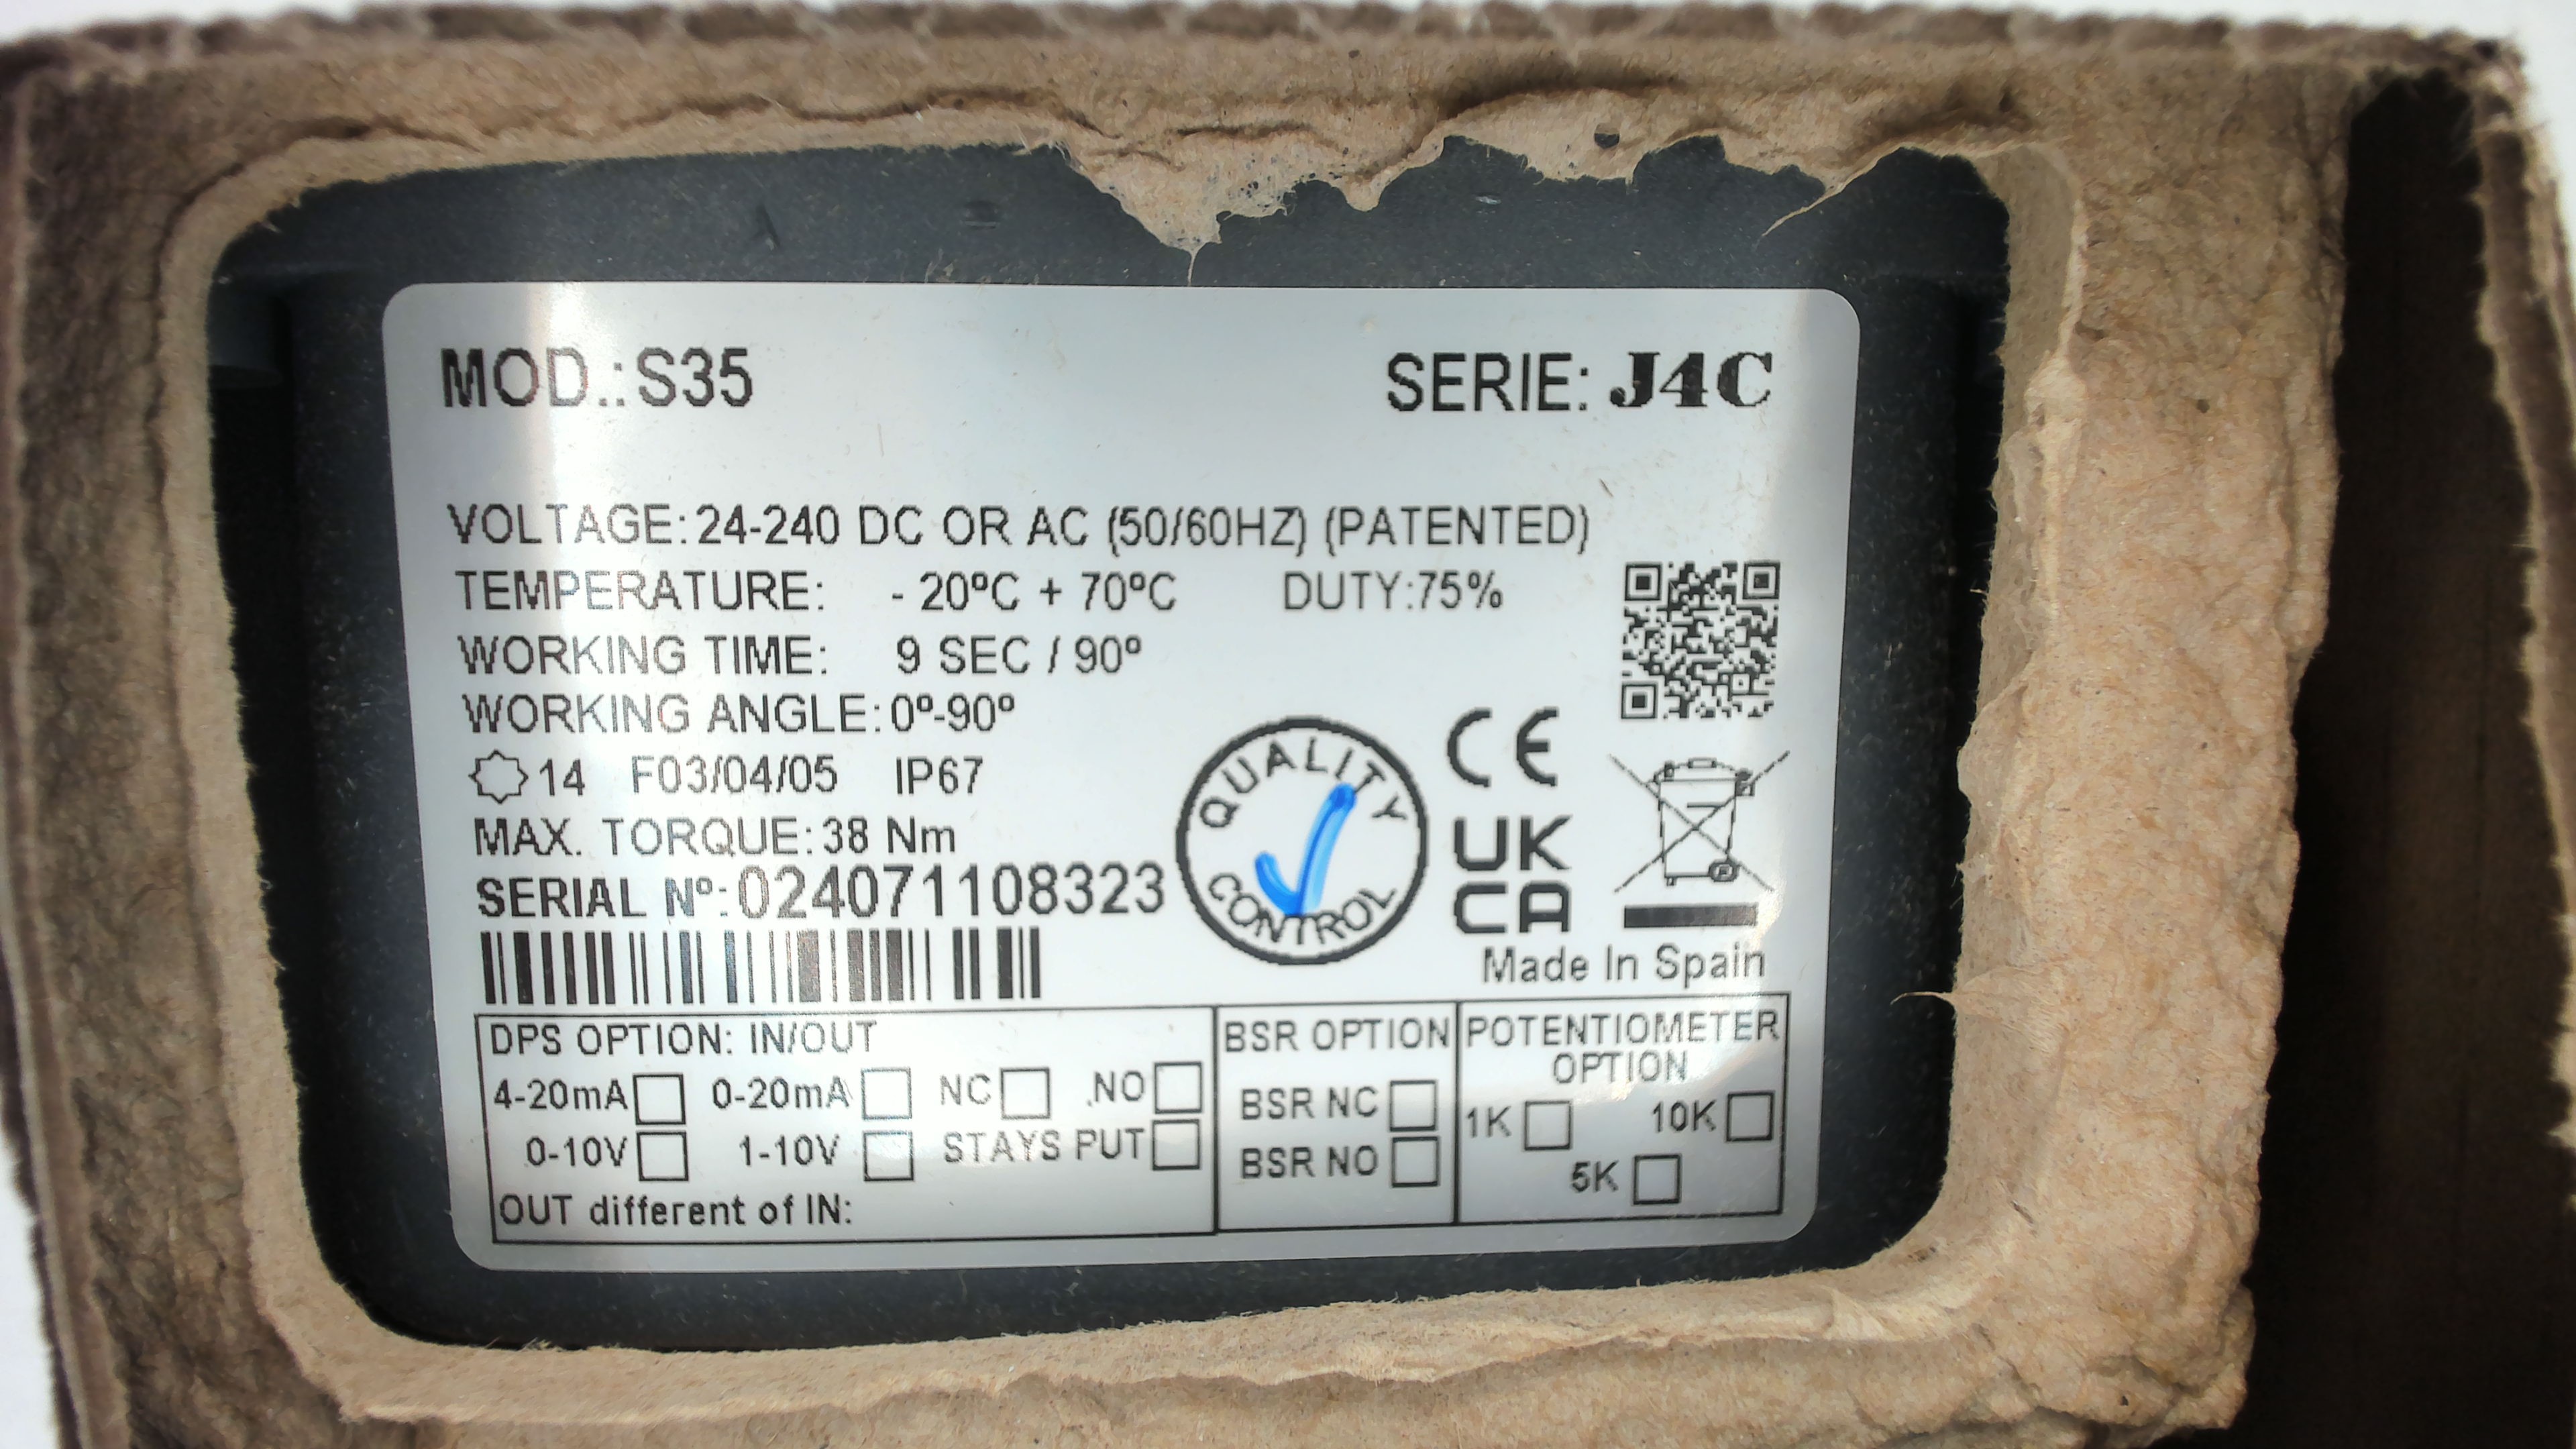 MOD.: S35
SERIE: J4C
VOLTAGE: 24-240 DC OR AC (50/60HZ) (PATENTED)
TEMPERATURE: - 20ºC + 70ºC DUTY:75%
WORKING TIME: 9 SEC / 90º
WORKING ANGLE: 0º-90º
14 F03/04/05 IP67
MAX. TORQUE: 38 Nm
SERIAL Nº: 024071108323
QUALITY
CONTROL
CE
UK
CA
Made In Spain
DPS OPTION: IN/OUT
4-20mA 0-20mA NC NO
0-10V 1-10V STAYS PUT
OUT different of IN:
BSR OPTION
BSR NC
BSR NO
POTENTIOMETER
OPTION
1K 10K
5K